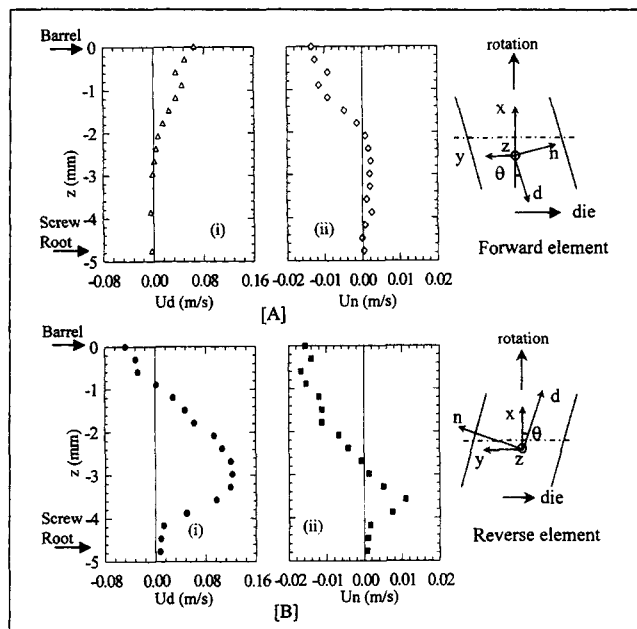 Barrel
0
-1
-2
-3
-4
-5
z (mm)
Screw
Root
(i)
(ii)
-0.08 0.00 0.08 0.16
Ud (m/s)
-0.02 -0.01 0.00 0.01 0.02
Un (m/s)
[A]
rotation
x
y
z
n
θ
d
die
Forward element
Barrel
0
-1
-2
-3
-4
-5
z (mm)
Screw
Root
(i)
(ii)
-0.08 0.00 0.08 0.16
Ud (m/s)
-0.02 -0.01 0.00 0.01 0.02
Un (m/s)
[B]
rotation
d
n
x
θ
y
z
die
Reverse element